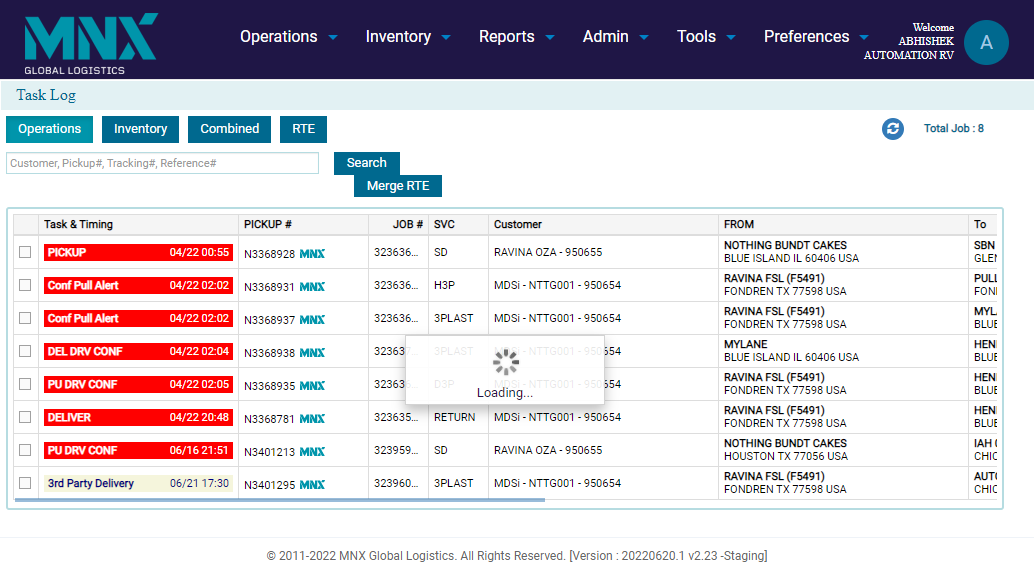 MNX
GLOBAL LOGISTICS
Operations Inventory Reports Admin Tools Preferences
Welcome
ABHISHEK
AUTOMATION RV
A
Task Log
Operations Inventory Combined RTE
Total Job : 8
Customer, Pickup#, Tracking#, Reference#
Search
Merge RTE
Task & Timing PICKUP # JOB # SVC Customer FROM To
PICKUP 04/22 00:55 N3368928 MNX 323636... SD RAVINA OZA - 950655 NOTHING BUNDT CAKES SBN
BLUE ISLAND IL 60406 USA GLEN
Conf Pull Alert 04/22 02:02 N3368931 MNX 323636... H3P MDSi - NTTG001 - 950654 RAVINA FSL (F5491) PULL
FONDREN TX 77598 USA FOND
Conf Pull Alert 04/22 02:02 N3368937 MNX 323636... 3PLAST MDSi - NTTG001 - 950654 RAVINA FSL (F5491) MYL
FONDREN TX 77598 USA BLUE
DEL DRV CONF 04/22 02:04 N3368938 MNX 32363 3PLAST MDSi - NTTG001 - 950654 MYLANE HEN
BLUE ISLAND IL 60406 USA BLUE
PU DRV CONF 04/22 02:05 N3368935 MNX 32363 D3P MDSi - NTTG001 - 950654 RAVINA FSL (F5491) HEN
FONDREN TX 77598 USA BLUE
Loading...
DELIVER 04/22 20:48 N3368781 MNX 323635... RETURN MDSi - NTTG001 - 950654 RAVINA FSL (F5491) HEN
FONDREN TX 77598 USA BLUE
PU DRV CONF 06/16 21:51 N3401213 MNX 323959... SD RAVINA OZA - 950655 NOTHING BUNDT CAKES IAH
HOUSTON TX 77056 USA CHIC
3rd Party Delivery 06/21 17:30 N3401295 MNX 323960... 3PLAST MDSi - NTTG001 - 950654 RAVINA FSL (F5491) AUTO
FONDREN TX 77598 USA CHIC
© 2011-2022 MNX Global Logistics. All Rights Reserved. [Version : 20220620.1 v2.23 -Staging]